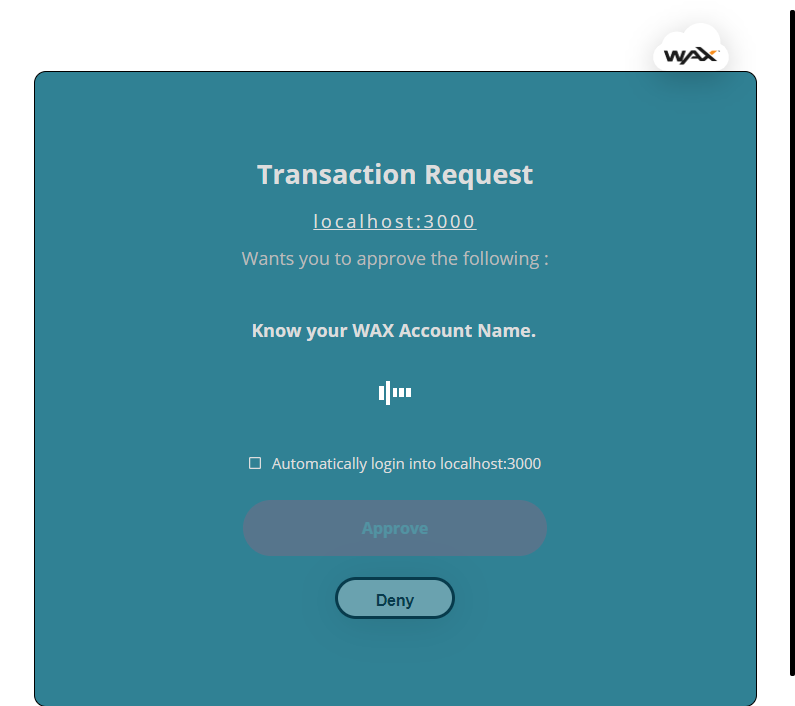 WAX
Transaction Request
localhost:3000
Wants you to approve the following :
Know your WAX Account Name.
Automatically login into localhost:3000
Approve
Deny